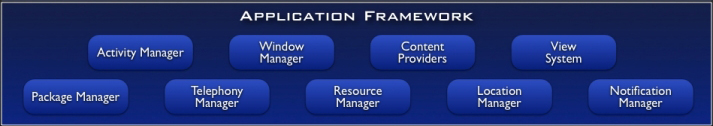 APPLICATION FRAMEWORK
Activity Manager
Window
Manager
Content
Providers
View
System
Package Manager
Telephony
Manager
Resource
Manager
Location
Manager
Notification
Manager